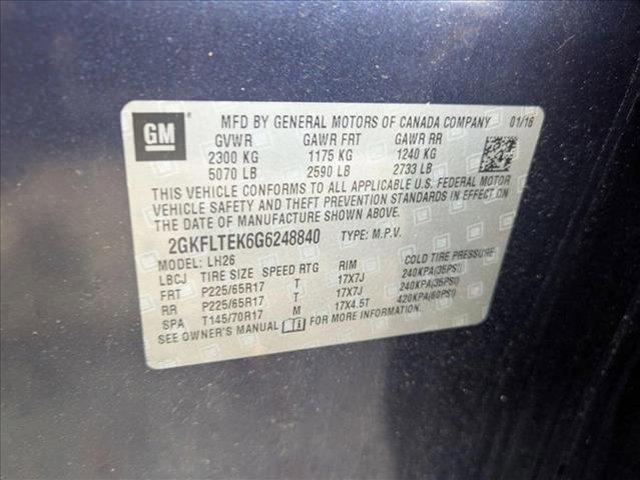 GM
MFD BY GENERAL MOTORS OF CANADA COMPANY 01/16
GVWR GAWR FRT GAWR RR
2300 KG 1175 KG 1240 KG
5070 LB 2590 LB 2733 LB
THIS VEHICLE CONFORMS TO ALL APPLICABLE U.S. FEDERAL MOTOR
VEHICLE SAFETY AND THEFT PREVENTION STANDARDS IN EFFECT ON
THE DATE OF MANUFACTURE SHOWN ABOVE.
2GKFLTEK6G6248840 TYPE: M.P.V.
MODEL: LH26
LBCJ TIRE SIZE SPEED RTG RIM COLD TIRE PRESSURE
FRT P225/65R17 T 17X7J 240KPA(35PSI)
RR P225/65R17 T 17X7J 240KPA(35PSI)
SPA T145/70R17 M 17X4.5T 420KPA(60PSI)
SEE OWNER'S MANUAL FOR MORE INFORMATION.